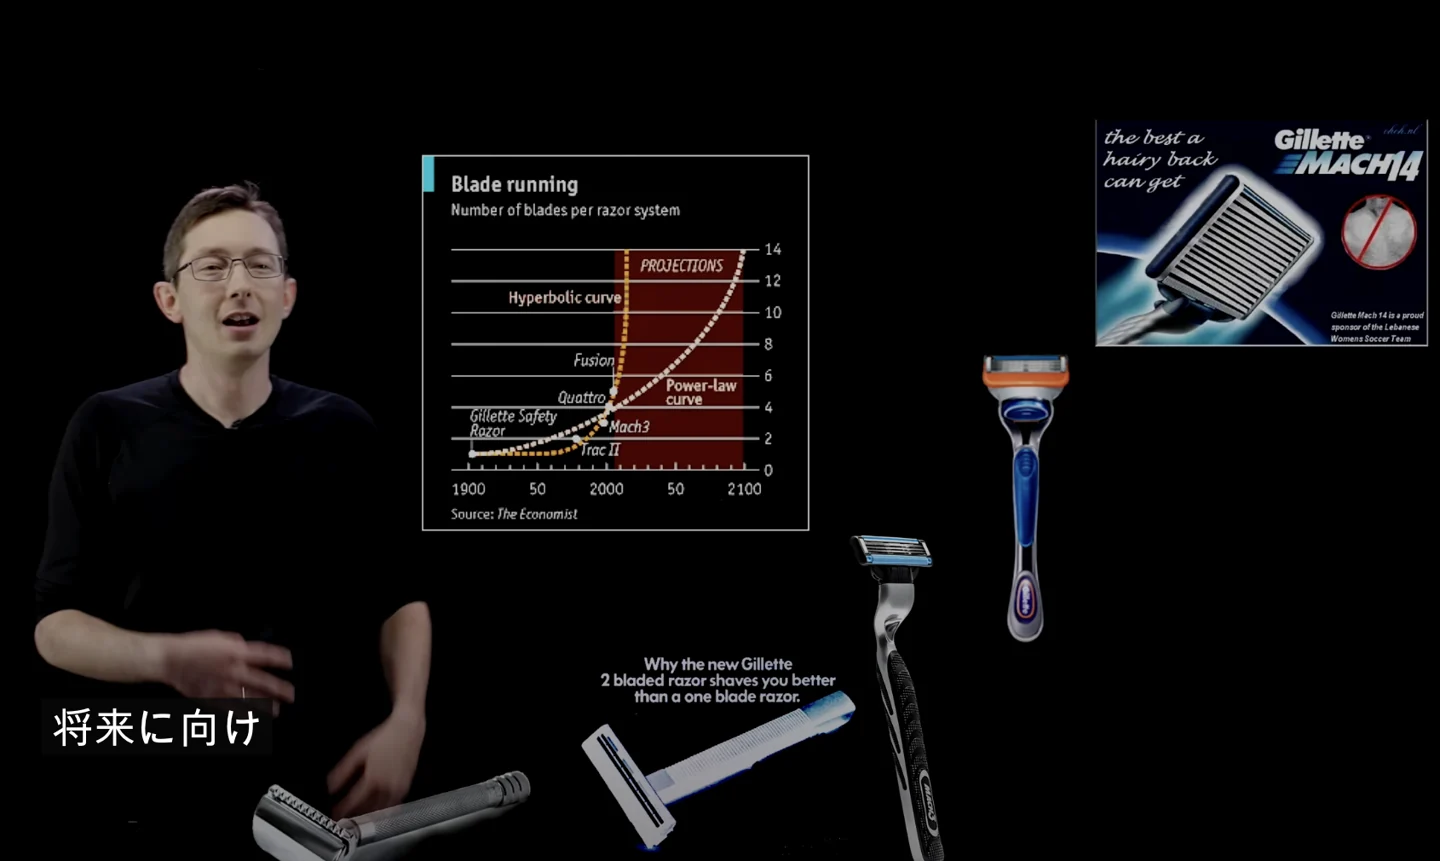 Blade running
Number of blades per razor system
14
PROJECTIONS
12
Hyperbolic curve
10
8
Fusion
6
Power-law
curve
Quattro
4
Gillette Safety
Razor
Mach3
2
Trac II
0
1900 50 2000 50 2100
Source: The Economist
the best a
hairy back
can get
Gillette
MACH14
Gillette Mach 14 is a proud
sponsor of the Lebanese
Womens Soccer Team
Why the new Gillette
2 bladed razor shaves you better
than a one blade razor.
MACH3
将来に向け